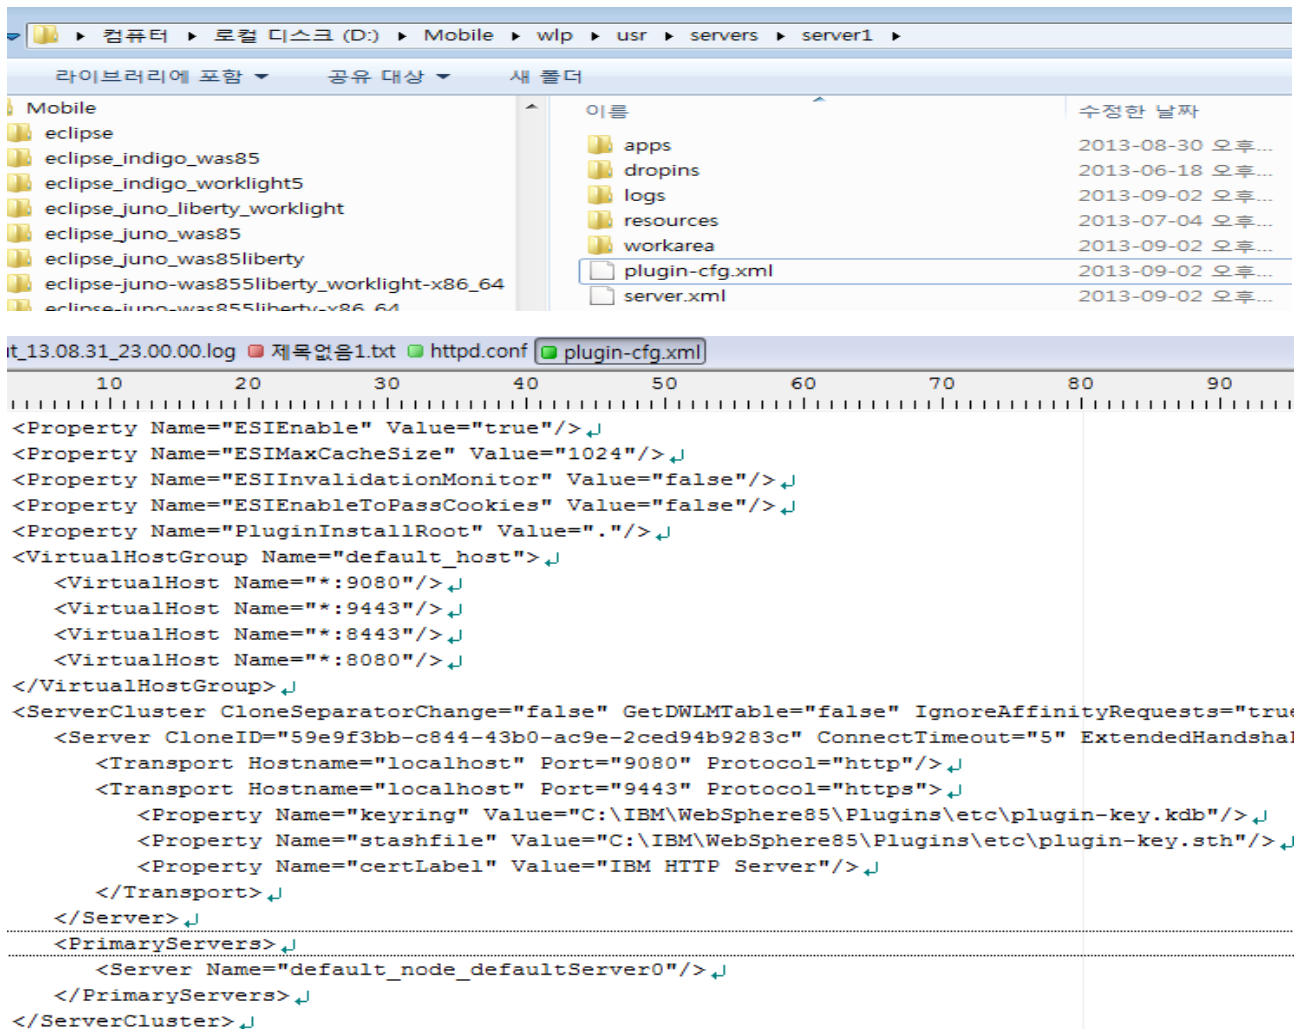 컴퓨터 ▸ 로컬 디스크 (D:) ▸ Mobile ▸ wlp ▸ usr ▸ servers ▸ server1 ▸
라이브러리에 포함 공유 대상 새 폴더
Mobile
eclipse
eclipse_indigo_was85
eclipse_indigo_worklight5
eclipse_juno_liberty_worklight
eclipse_juno_was85
eclipse_juno_was85liberty
eclipse-juno-was855liberty_worklight-x86_64
eclipse-juno-was855liberty-x86_64
이름 수정한 날짜
apps 2013-08-30 오후...
dropins 2013-06-18 오후...
logs 2013-09-02 오후...
resources 2013-07-04 오후...
workarea 2013-09-02 오후...
plugin-cfg.xml 2013-09-02 오후...
server.xml 2013-09-02 오후...
t_13.08.31_23.00.00.log 제목없음1.txt httpd.conf plugin-cfg.xml
10 20 30 40 50 60 70 80 90
<Property Name="ESIEnable" Value="true"/>
<Property Name="ESIMaxCacheSize" Value="1024"/>
<Property Name="ESIInvalidationMonitor" Value="false"/>
<Property Name="ESIEnableToPassCookies" Value="false"/>
<Property Name="PluginInstallRoot" Value="."/>
<VirtualHostGroup Name="default_host">
<VirtualHost Name="*:9080"/>
<VirtualHost Name="*:9443"/>
<VirtualHost Name="*:8443"/>
<VirtualHost Name="*:8080"/>
</VirtualHostGroup>
<ServerCluster CloneSeparatorChange="false" GetDWLMTable="false" IgnoreAffinityRequests="true
<Server CloneID="59e9f3bb-c844-43b0-ac9e-2ced94b9283c" ConnectTimeout="5" ExtendedHandsha
<Transport Hostname="localhost" Port="9080" Protocol="http"/>
<Transport Hostname="localhost" Port="9443" Protocol="https">
<Property Name="keyring" Value="C:\IBM\WebSphere85\Plugins\etc\plugin-key.kdb"/>
<Property Name="stashfile" Value="C:\IBM\WebSphere85\Plugins\etc\plugin-key.sth"/>
<Property Name="certLabel" Value="IBM HTTP Server"/>
</Transport>
</Server>
<PrimaryServers>
<Server Name="default_node_defaultServer0"/>
</PrimaryServers>
</ServerCluster>